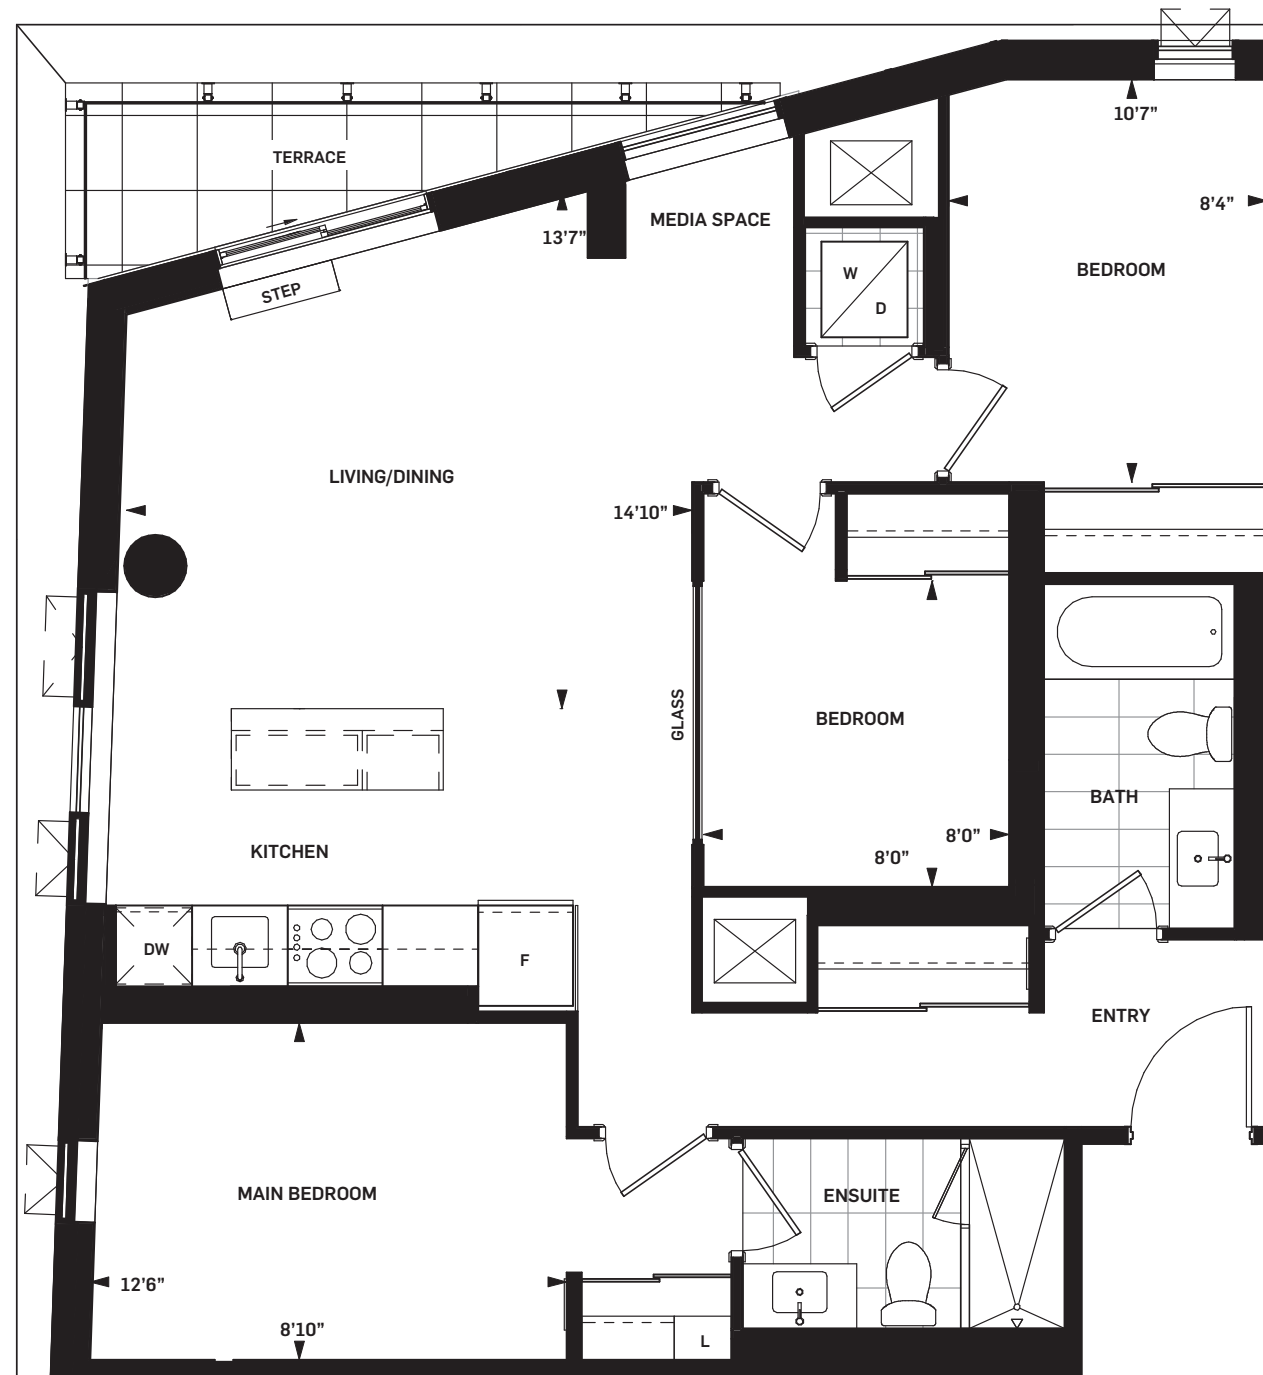 10’7”
TERRACE
8’4”
MEDIA SPACE
13’7”
BEDROOM
W
STEP
D
LIVING/DINING
14’10”
GLASS
BEDROOM
BATH
8’0”
KITCHEN
8’0”
DW
F
ENTRY
MAIN BEDROOM
ENSUITE
12’6”
8’10”
L